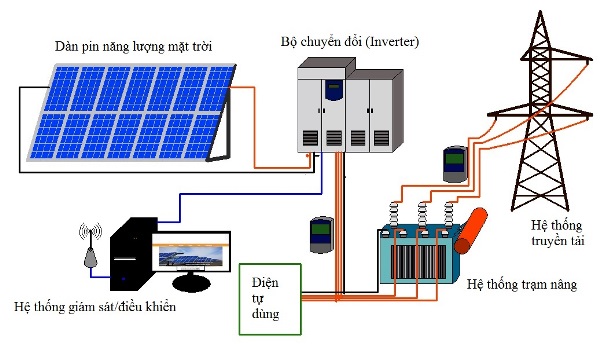 Dàn pin năng lượng mặt trời
Bộ chuyển đổi (Inverter)
Hệ thống
truyền tải
Hệ thống trạm nâng
Diện
tự
dùng
Hệ thống giám sát/điều khiển